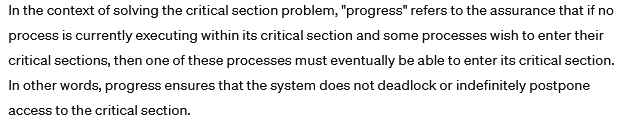 In the context of solving the critical section problem, "progress" refers to the assurance that if no
process is currently executing within its critical section and some processes wish to enter their
critical sections, then one of these processes must eventually be able to enter its critical section.
In other words, progress ensures that the system does not deadlock or indefinitely postpone
access to the critical section.